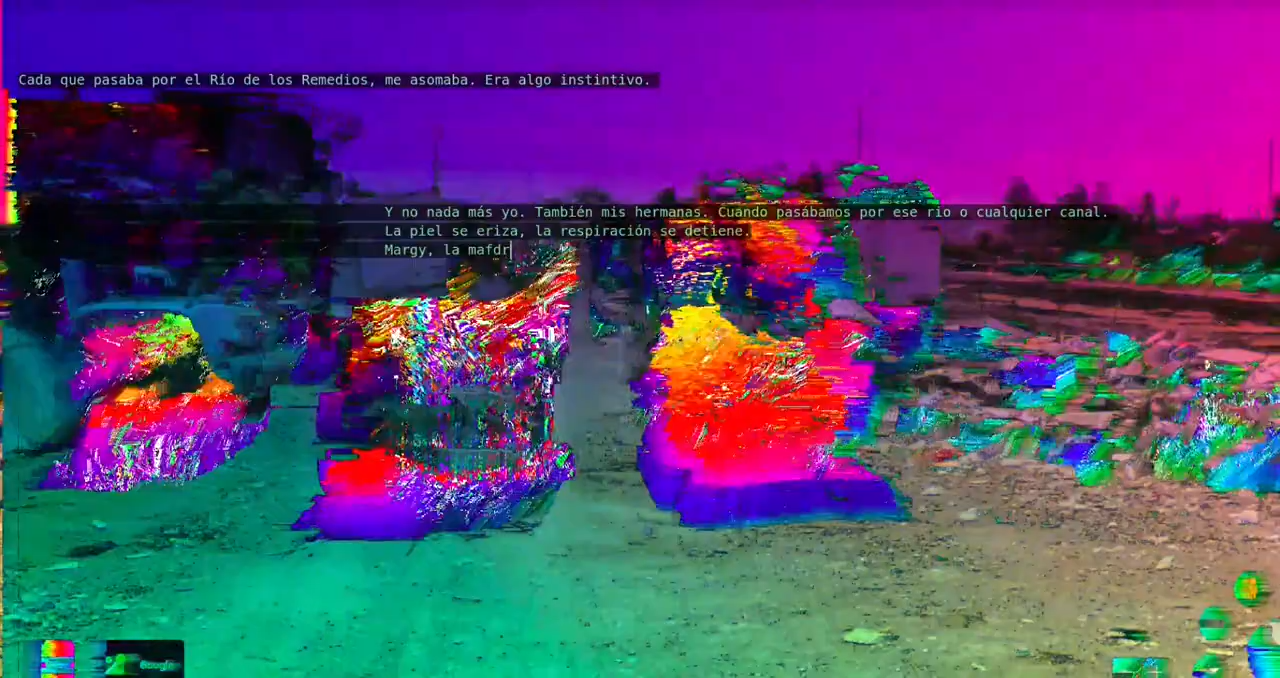 Cada que pasaba por el Río de los Remedios, me asomaba. Era algo instintivo.
Y no nada más yo. También mis hermanas. Cuando pasábamos por ese rio o cualquier canal.
La piel se eriza, la respiración se detiene.
Margy, la mafdr
Google